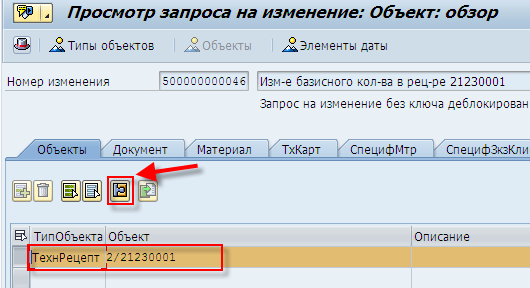 Просмотр запроса на изменение: Объект: обзор
Типы объектов Объекты Элементы даты
Номер изменения 500000000046 Изм-е базисного кол-ва в рец-ре 21230001
Запрос на изменение без ключа деблокирован
Объекты Документ Материал ТхКарт СпецифМтр СпецифЗкзКли
ТипОбъекта Объект Описание
ТехнРецепт 2/21230001